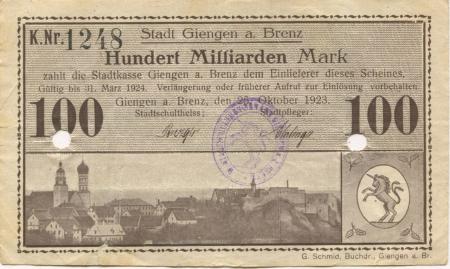 K.Nr. 1248
Stadt Giengen a. Brenz
Hundert Milliarden Mark
zahlt die Stadtkasse Giengen a. Brenz dem Einlieferer dieses Scheines.
Gültig bis 31. März 1924. Verlängerung oder früherer Aufruf zur Einlösung vorbehalten.
Giengen a. Brenz, den 26. Oktober 1923.
Stadtschultheiss: Stadtpfleger:
100 100
G. Schmid, Buchdr., Giengen a. Br.